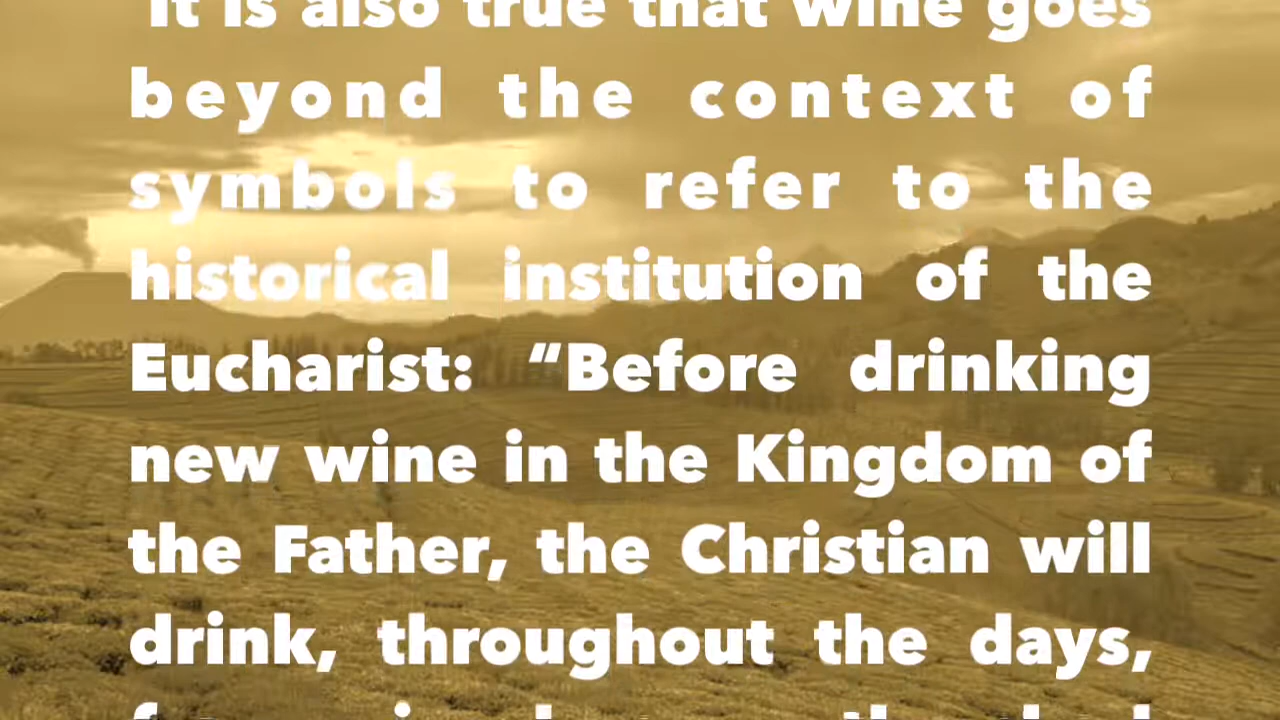 It is also true that wine goes
beyond the context of
symbols to refer to the
historical institution of the
Eucharist: “Before drinking
new wine in the Kingdom of
the Father, the Christian will
drink, throughout the days,